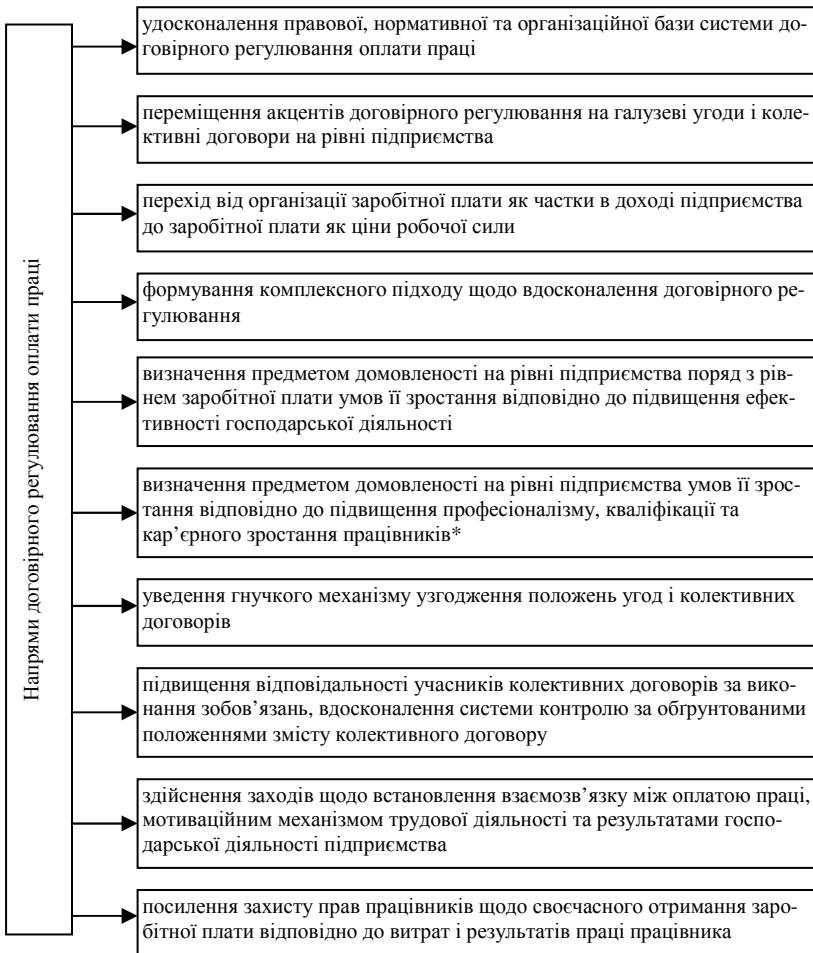 Напрями договірного регулювання оплати праці
удосконалення правової, нормативної та організаційної бази системи до-
говірного регулювання оплати праці
переміщення акцентів договірного регулювання на галузеві угоди і коле-
ктивні договори на рівні підприємства
перехід від організації заробітної плати як частки в доході підприємства
до заробітної плати як ціни робочої сили
формування комплексного підходу щодо вдосконалення договірного ре-
гулювання
визначення предметом домовленості на рівні підприємства поряд з рів-
нем заробітної плати умов її зростання відповідно до підвищення ефек-
тивності господарської діяльності
визначення предметом домовленості на рівні підприємства умов її зрос-
тання відповідно до підвищення професіоналізму, кваліфікації та
кар’єрного зростання працівників*
уведення гнучкого механізму узгодження положень угод і колективних
договорів
підвищення відповідальності учасників колективних договорів за вико-
нання зобов’язань, вдосконалення системи контролю за обґрунтованими
положеннями змісту колективного договору
здійснення заходів щодо встановлення взаємозв’язку між оплатою праці,
мотиваційним механізмом трудової діяльності та результатами госпо-
дарської діяльності підприємства
посилення захисту прав працівників щодо своєчасного отримання заро-
бітної плати відповідно до витрат і результатів праці працівника